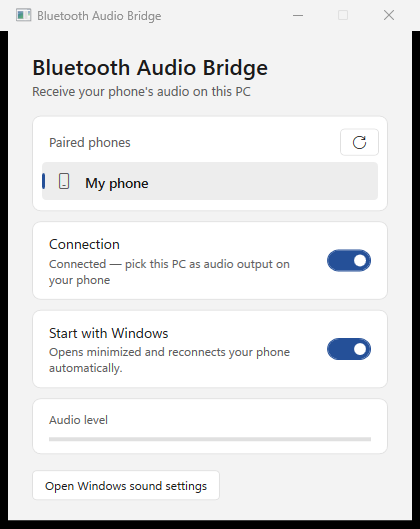 Bluetooth Audio Bridge
Bluetooth Audio Bridge
Receive your phone's audio on this PC
Paired phones
My phone
Connection
Connected — pick this PC as audio output on
your phone
Start with Windows
Opens minimized and reconnects your phone
automatically.
Audio level
Open Windows sound settings